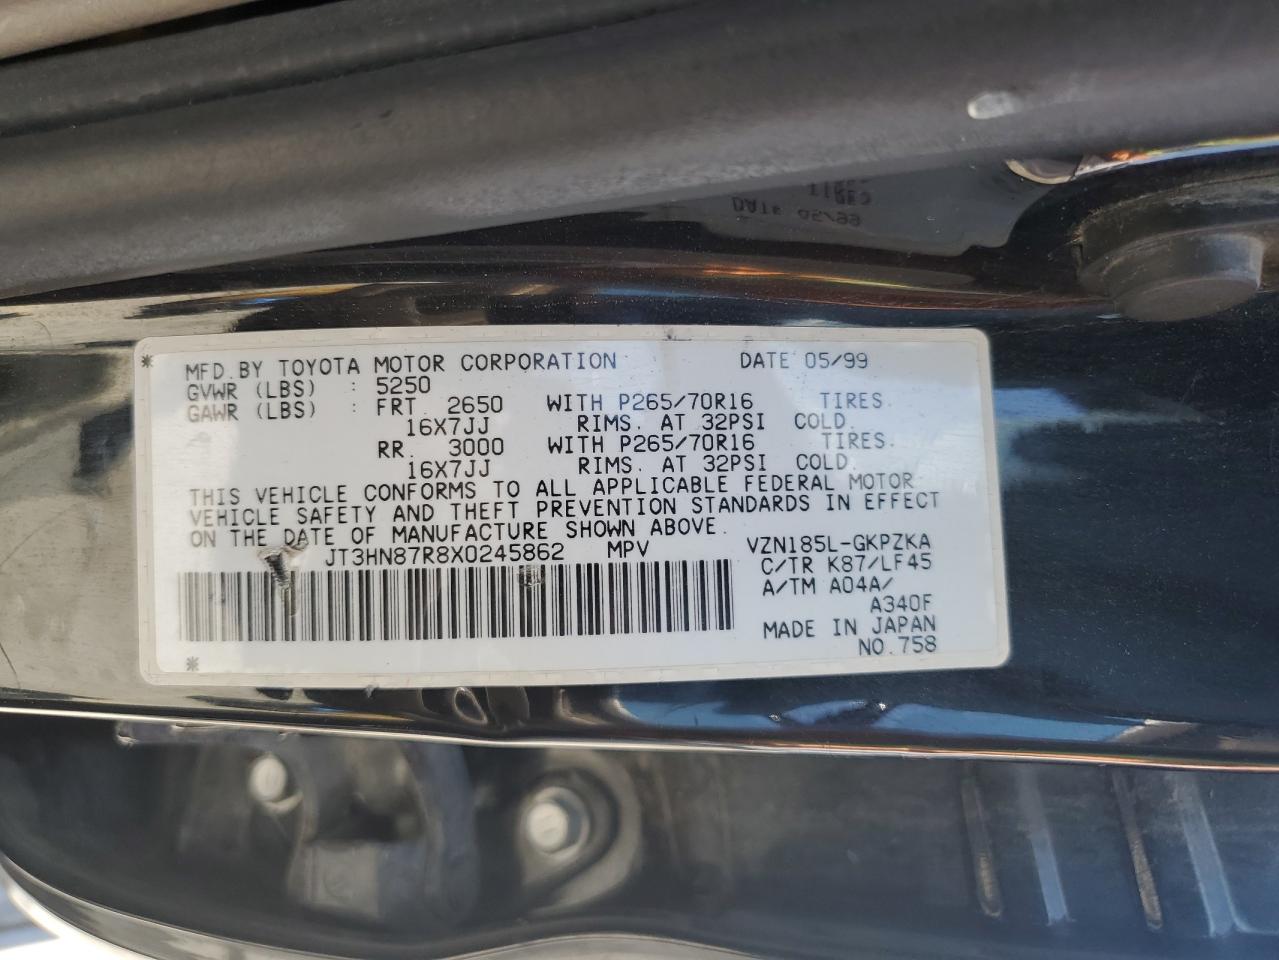 MFD. BY TOYOTA MOTOR CORPORATION DATE 05/99
GVWR (LBS) : 5250
GAWR (LBS) : FRT. 2650 WITH P265/70R16 TIRES.
16X7JJ RIMS. AT 32PSI COLD.
RR. 3000 WITH P265/70R16 TIRES.
16X7JJ RIMS. AT 32PSI COLD.
THIS VEHICLE CONFORMS TO ALL APPLICABLE FEDERAL MOTOR
VEHICLE SAFETY AND THEFT PREVENTION STANDARDS IN EFFECT
ON THE DATE OF MANUFACTURE SHOWN ABOVE.
JT3HN87R8X0245862 MPV VZN185L-GKPZKA
C/TR K87/LF45
A/TM A04A/
A340F
MADE IN JAPAN
NO. 758